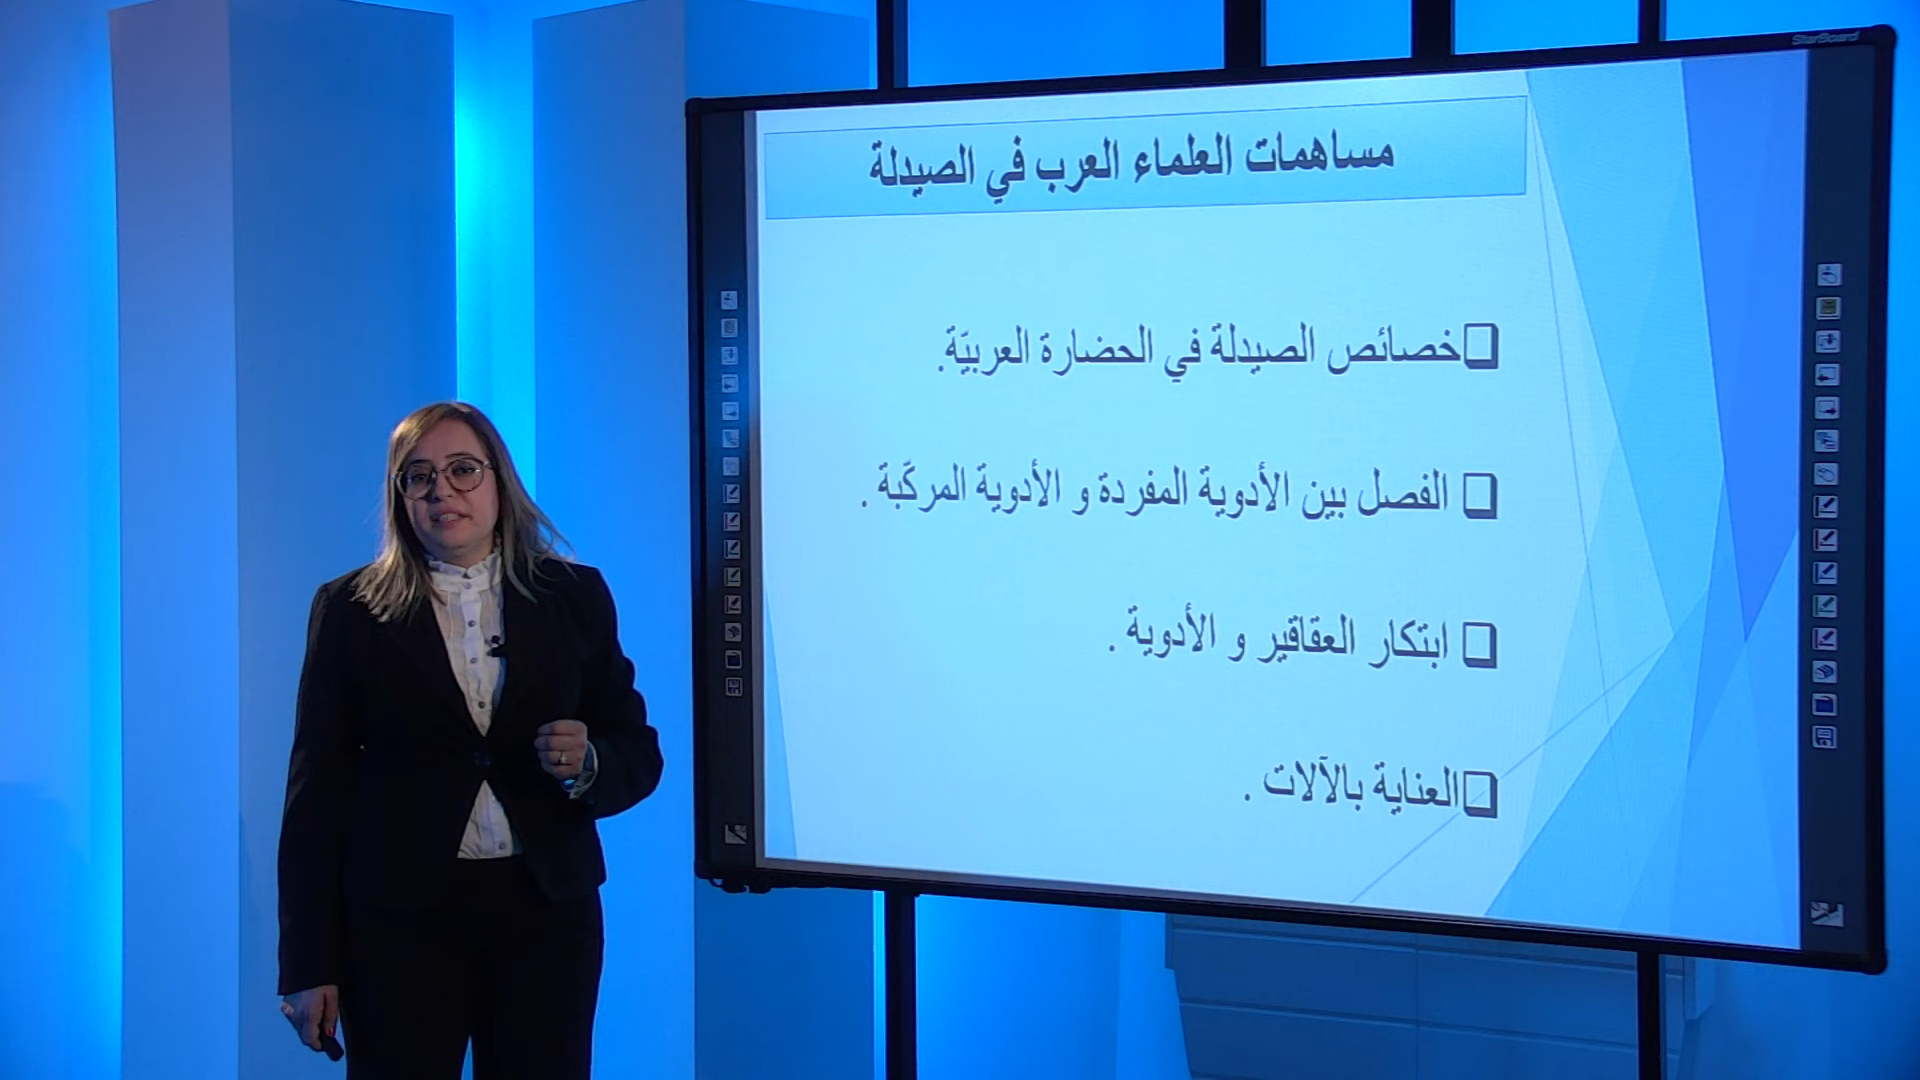 StarBoard
مساهمات العلماء العرب في الصيدلة
خصائص الصيدلة في الحضارة العربيّة.
الفصل بين الأدوية المفردة و الأدوية المركّبة .
ابتكار العقاقير و الأدوية .
العناية بالآلات .